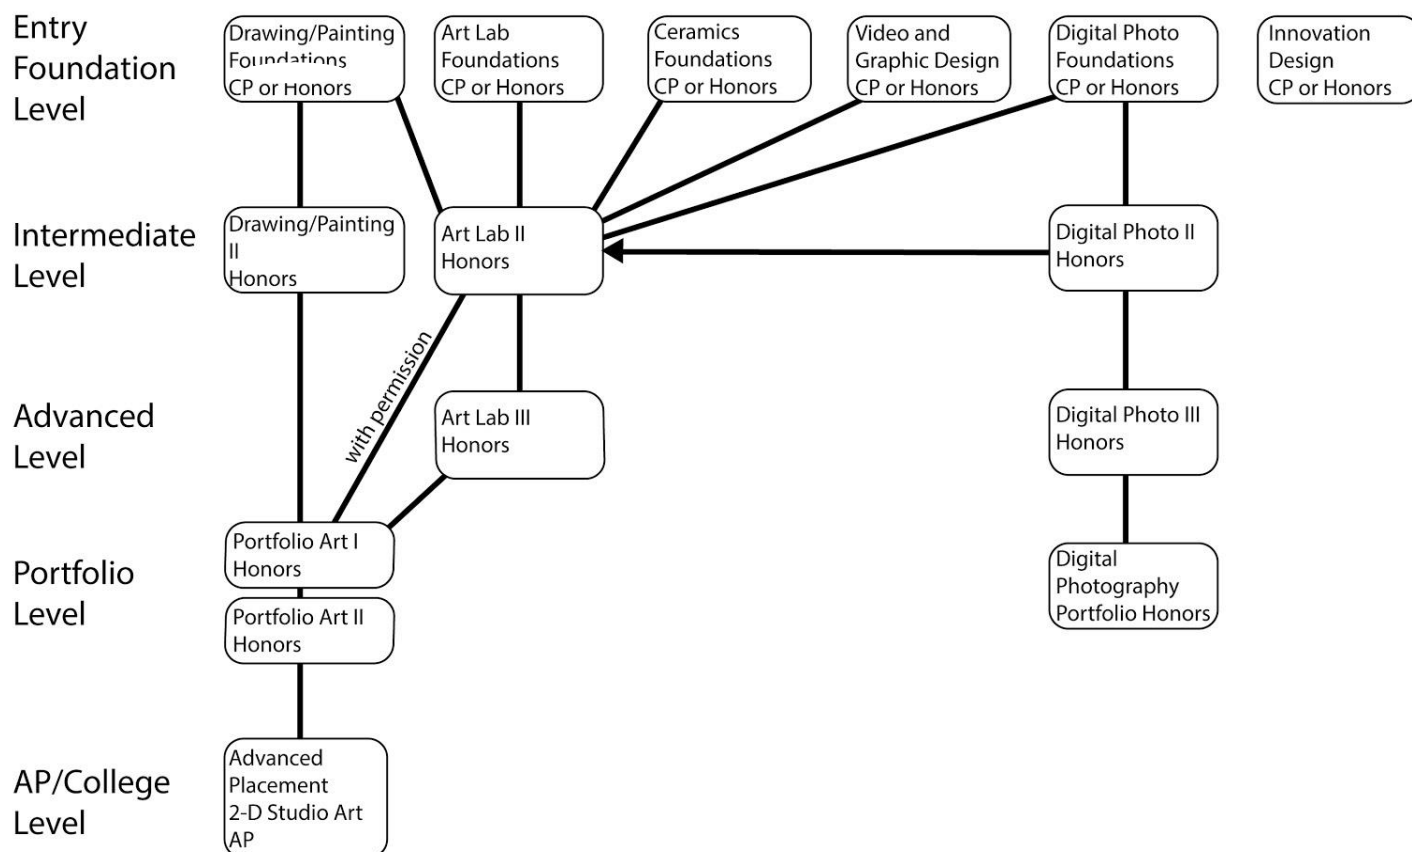 Entry
Foundation
Level
Drawing/Painting
Foundations
CP or Honors
Art Lab
Foundations
CP or Honors
Ceramics
Foundations
CP or Honors
Video and
Graphic Design
CP or Honors
Digital Photo
Foundations
CP or Honors
Innovation
Design
CP or Honors
Intermediate
Level
Drawing/Painting
II
Honors
Art Lab II
Honors
Digital Photo II
Honors
with permission
Advanced
Level
Art Lab III
Honors
Digital Photo III
Honors
Portfolio
Level
Portfolio Art I
Honors
Portfolio Art II
Honors
Digital
Photography
Portfolio Honors
AP/College
Level
Advanced
Placement
2-D Studio Art
AP